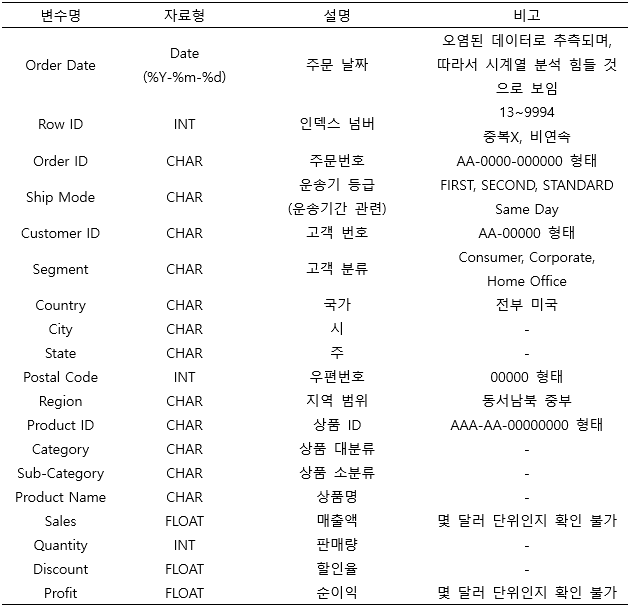 변수명 자료형 설명 비고
Order Date Date (%Y-%m-%d) 주문 날짜 오염된 데이터로 추측되며, 따라서 시계열 분석 힘들 것으로 보임
Row ID INT 인덱스 넘버 13~9994 중복X, 비연속
Order ID CHAR 주문번호 AA-0000-000000 형태
Ship Mode CHAR 운송기 등급 (운송기간 관련) FIRST, SECOND, STANDARD Same Day
Customer ID CHAR 고객 번호 AA-00000 형태
Segment CHAR 고객 분류 Consumer, Corporate, Home Office
Country CHAR 국가 전부 미국
City CHAR 시 -
State CHAR 주 -
Postal Code INT 우편번호 00000 형태
Region CHAR 지역 범위 동서남북 중부
Product ID CHAR 상품 ID AAA-AA-00000000 형태
Category CHAR 상품 대분류 -
Sub-Category CHAR 상품 소분류 -
Product Name CHAR 상품명 -
Sales FLOAT 매출액 몇 달러 단위인지 확인 불가
Quantity INT 판매량 -
Discount FLOAT 할인율 -
Profit FLOAT 순이익 몇 달러 단위인지 확인 불가